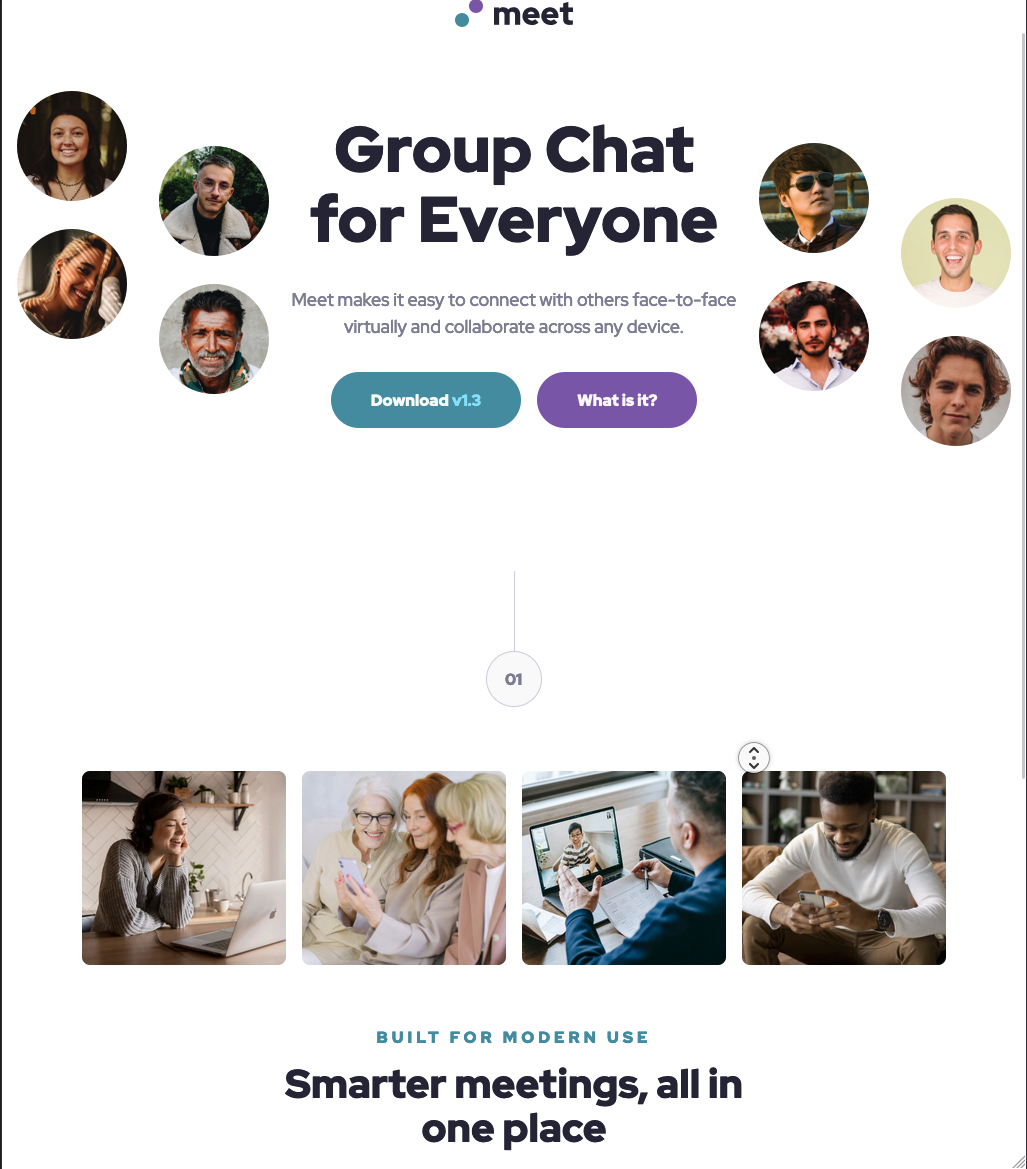 meet
Group Chat
for Everyone
Meet makes it easy to connect with others face-to-face
virtually and collaborate across any device.
Download v1.3
What is it?
01
BUILT FOR MODERN USE
Smarter meetings, all in
one place